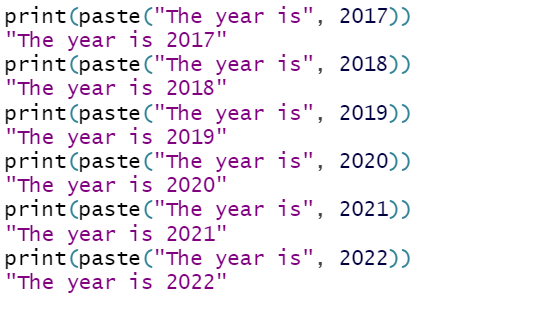 print(paste("The year is", 2017))
"The year is 2017"
print(paste("The year is", 2018))
"The year is 2018"
print(paste("The year is", 2019))
"The year is 2019"
print(paste("The year is", 2020))
"The year is 2020"
print(paste("The year is", 2021))
"The year is 2021"
print(paste("The year is", 2022))
"The year is 2022"